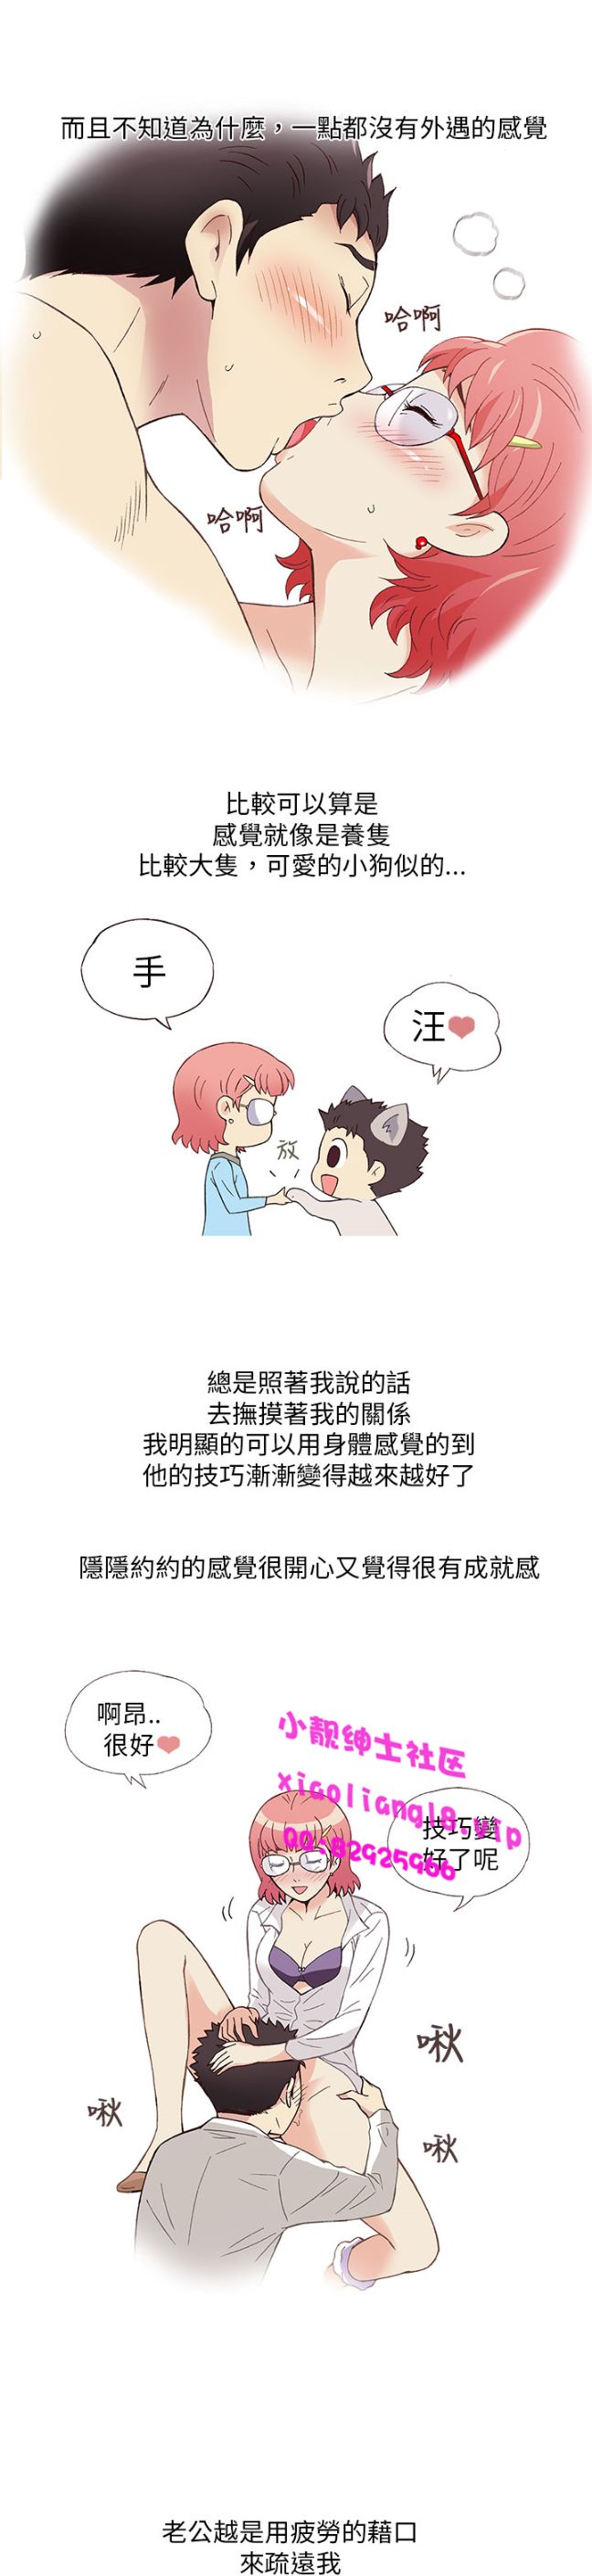 而且不知道為什麼，一點都沒有外遇的感覺
哈啊
哈啊
比較可以算是
感覺就像是養隻
比較大隻，可愛的小狗似的...
手
汪❤
放
總是照著我說的話
去撫摸著我的關係
我明顯的可以用身體感覺的到
他的技巧漸漸變得越來越好了
隱隱約約的感覺很開心又覺得很有成就感
啊昂..
很好❤
小靓绅士社区
xiaoliang18.vip
QQ:82925966
技巧變
好了呢
啾
啾
啾
老公越是用疲勞的藉口
來疏遠我